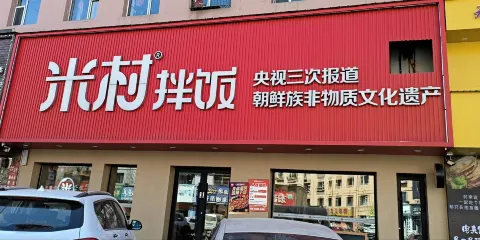 米村拌饭®
央视三次报道
朝鲜族非物质文化遗产
米